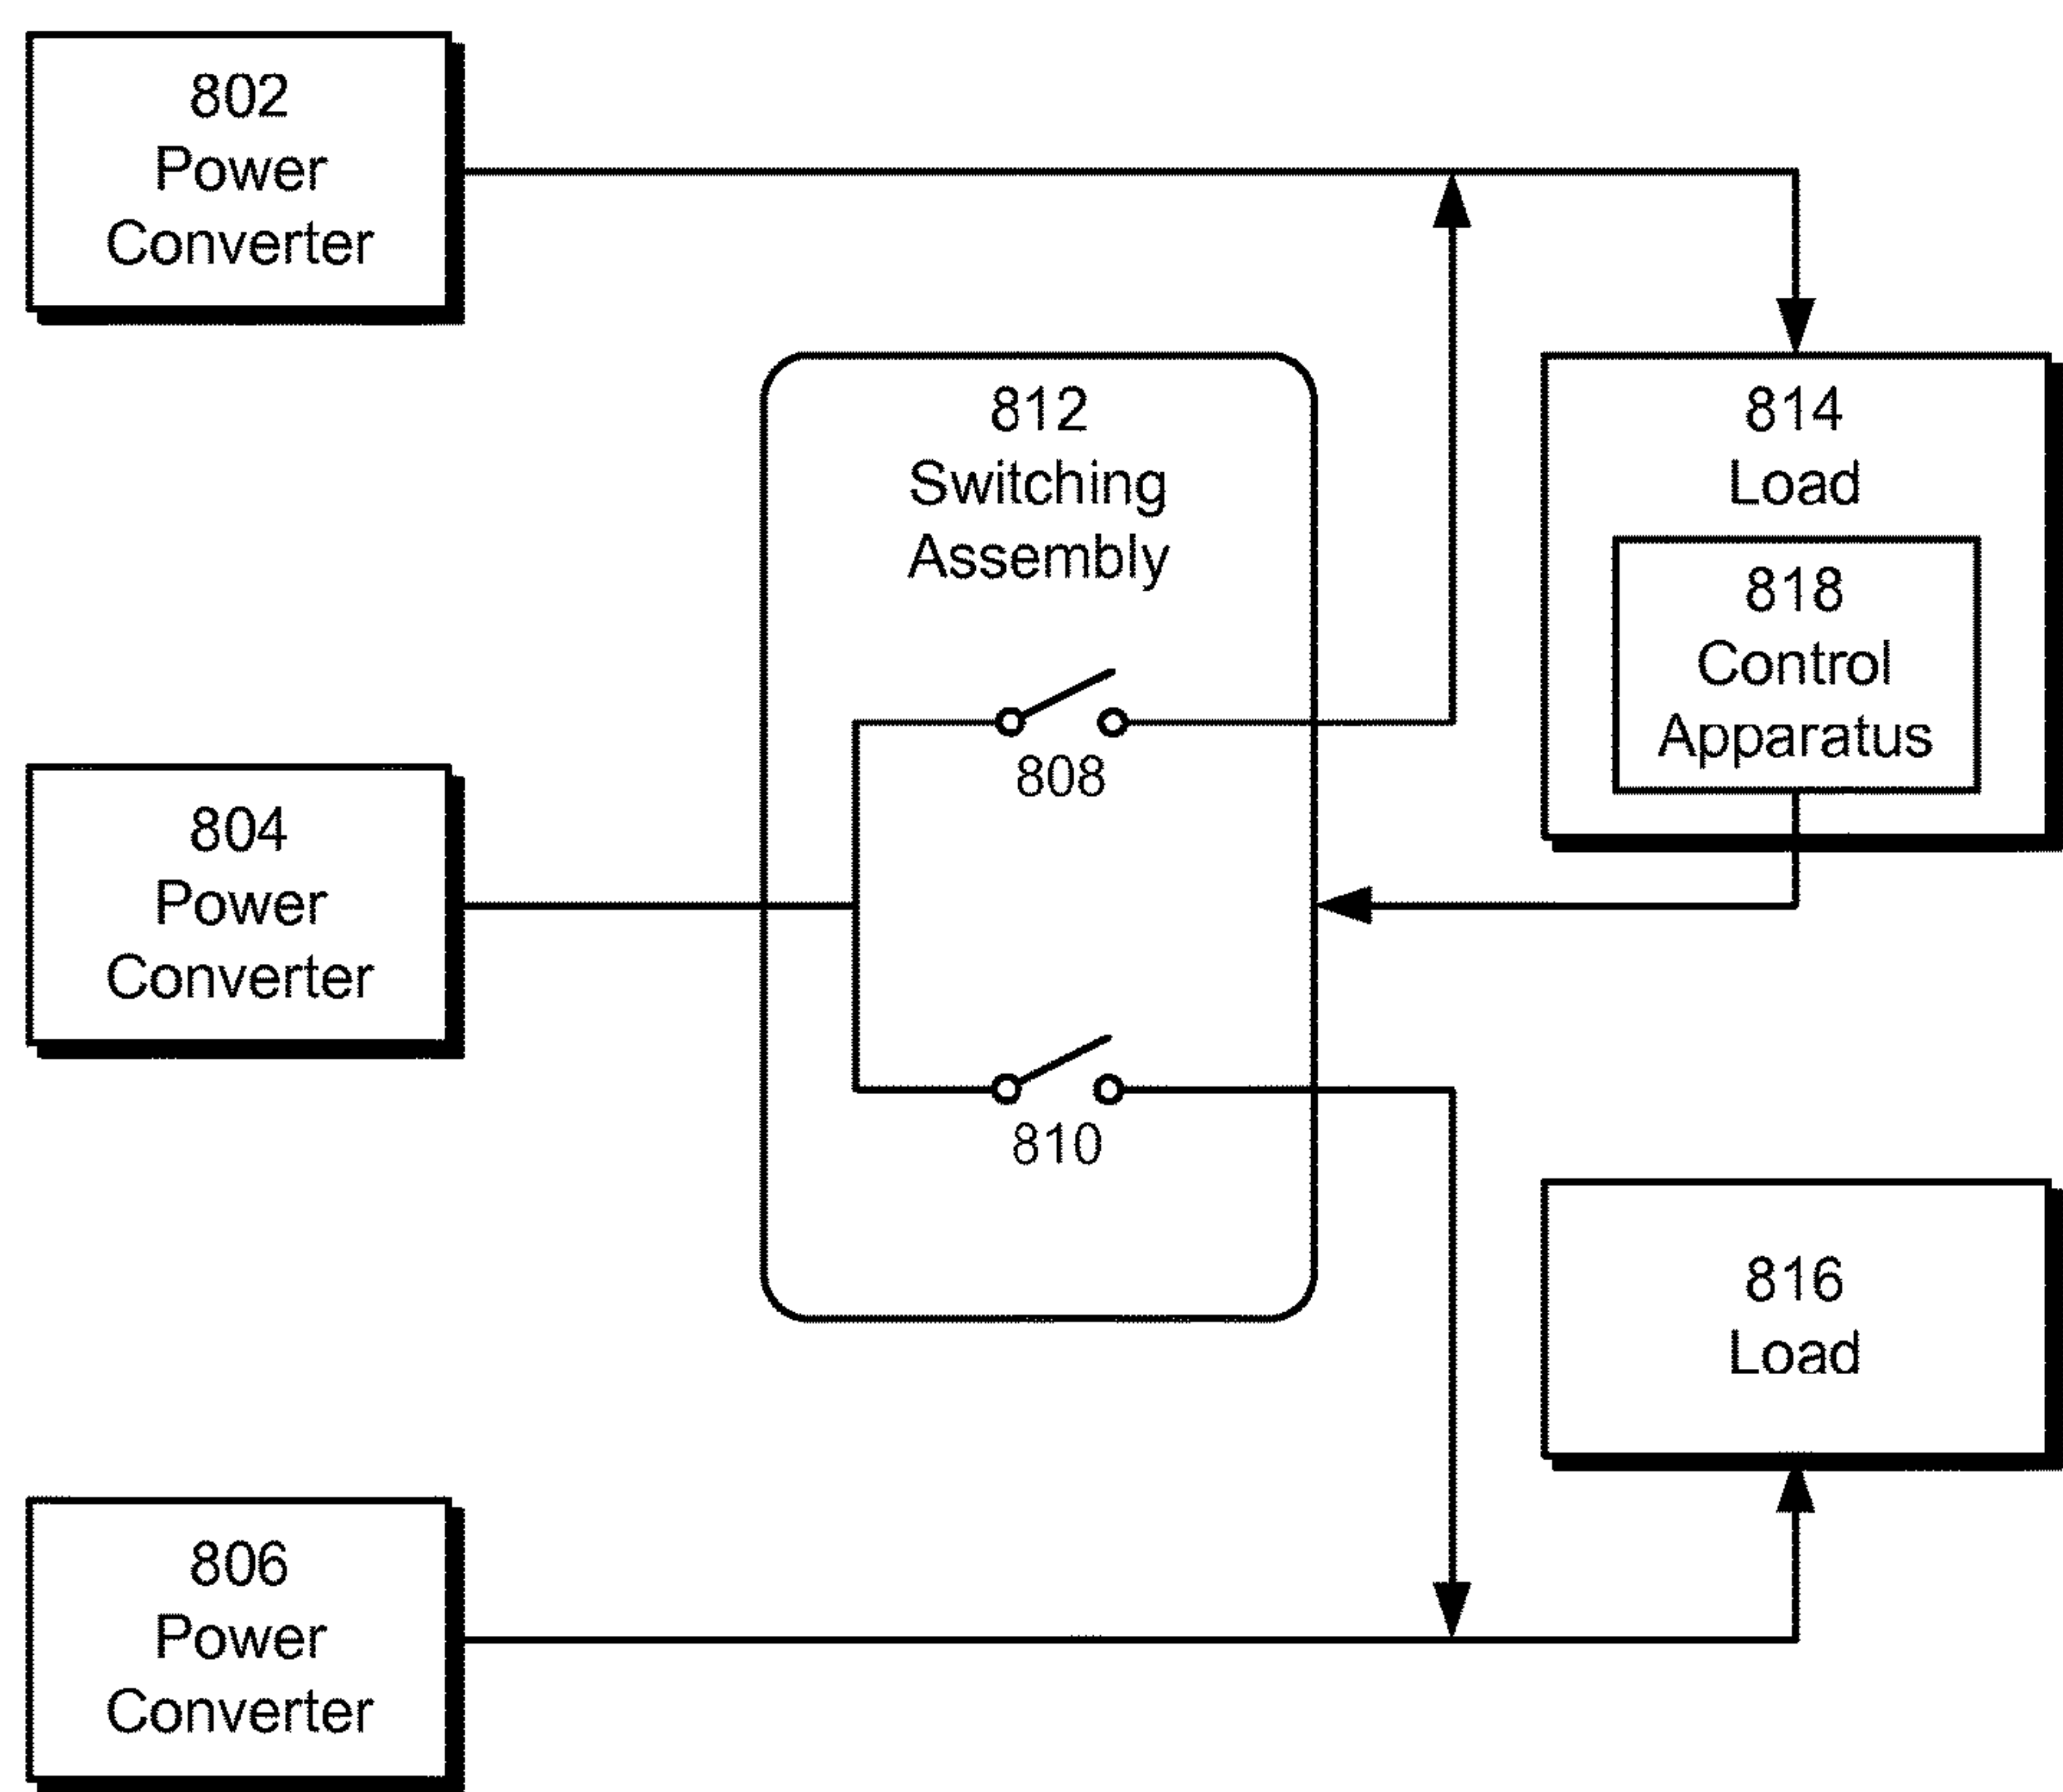 802
Power
Converter
812
Switching
Assembly
808
810
814
Load
818
Control
Apparatus
804
Power
Converter
816
Load
806
Power
Converter